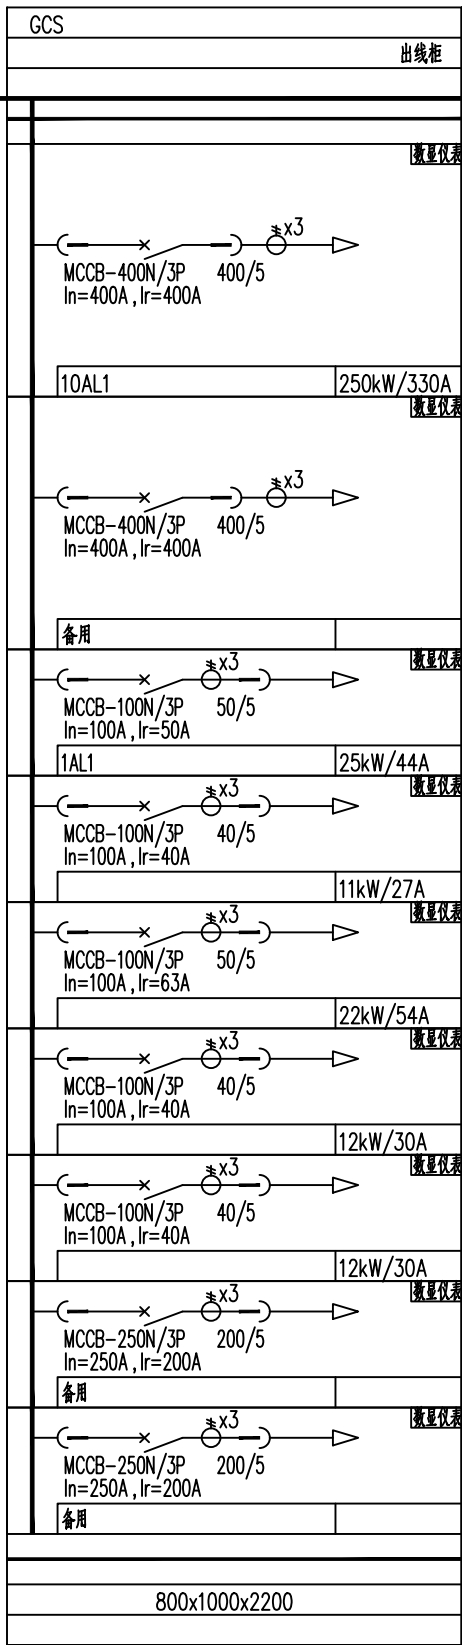 GCS
出线柜
数显仪表
x3
MCCB-400N/3P 400/5
In=400A,Ir=400A
10AL1 250kW/330A
数显仪表
x3
MCCB-400N/3P 400/5
In=400A,Ir=400A
备用
数显仪表
x3
MCCB-100N/3P 50/5
In=100A,Ir=50A
1AL1 25kW/44A
数显仪表
x3
MCCB-100N/3P 40/5
In=100A,Ir=40A
11kW/27A
数显仪表
x3
MCCB-100N/3P 50/5
In=100A,Ir=63A
22kW/54A
数显仪表
x3
MCCB-100N/3P 40/5
In=100A,Ir=40A
12kW/30A
数显仪表
x3
MCCB-100N/3P 40/5
In=100A,Ir=40A
12kW/30A
数显仪表
x3
MCCB-250N/3P 200/5
In=250A,Ir=200A
备用
数显仪表
x3
MCCB-250N/3P 200/5
In=250A,Ir=200A
备用
800x1000x2200